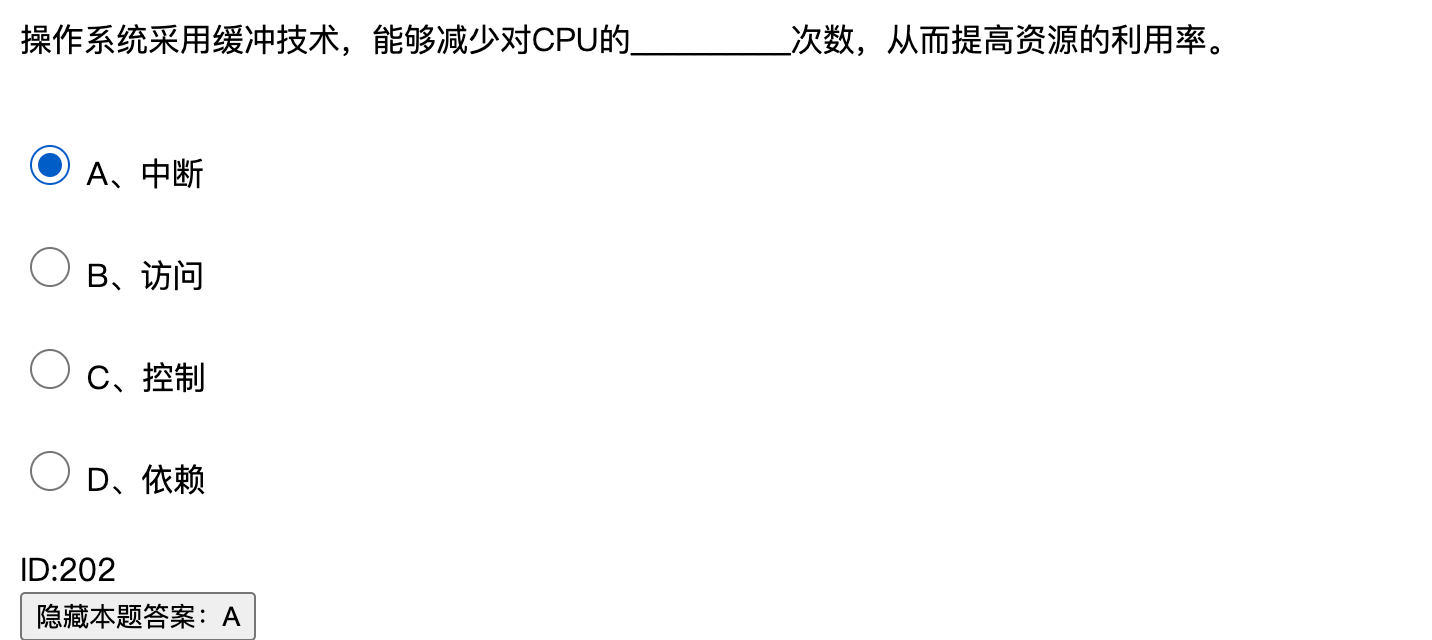 操作系统采用缓冲技术，能够减少对CPU的__________次数，从而提高资源的利用率。
A、中断
B、访问
C、控制
D、依赖
ID:202
隐藏本题答案：A